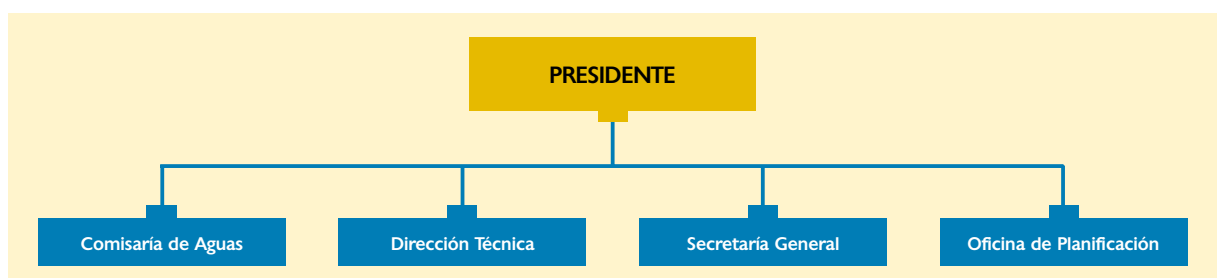 PRESIDENTE
Comisaría de Aguas
Dirección Técnica
Secretaría General
Oficina de Planificación